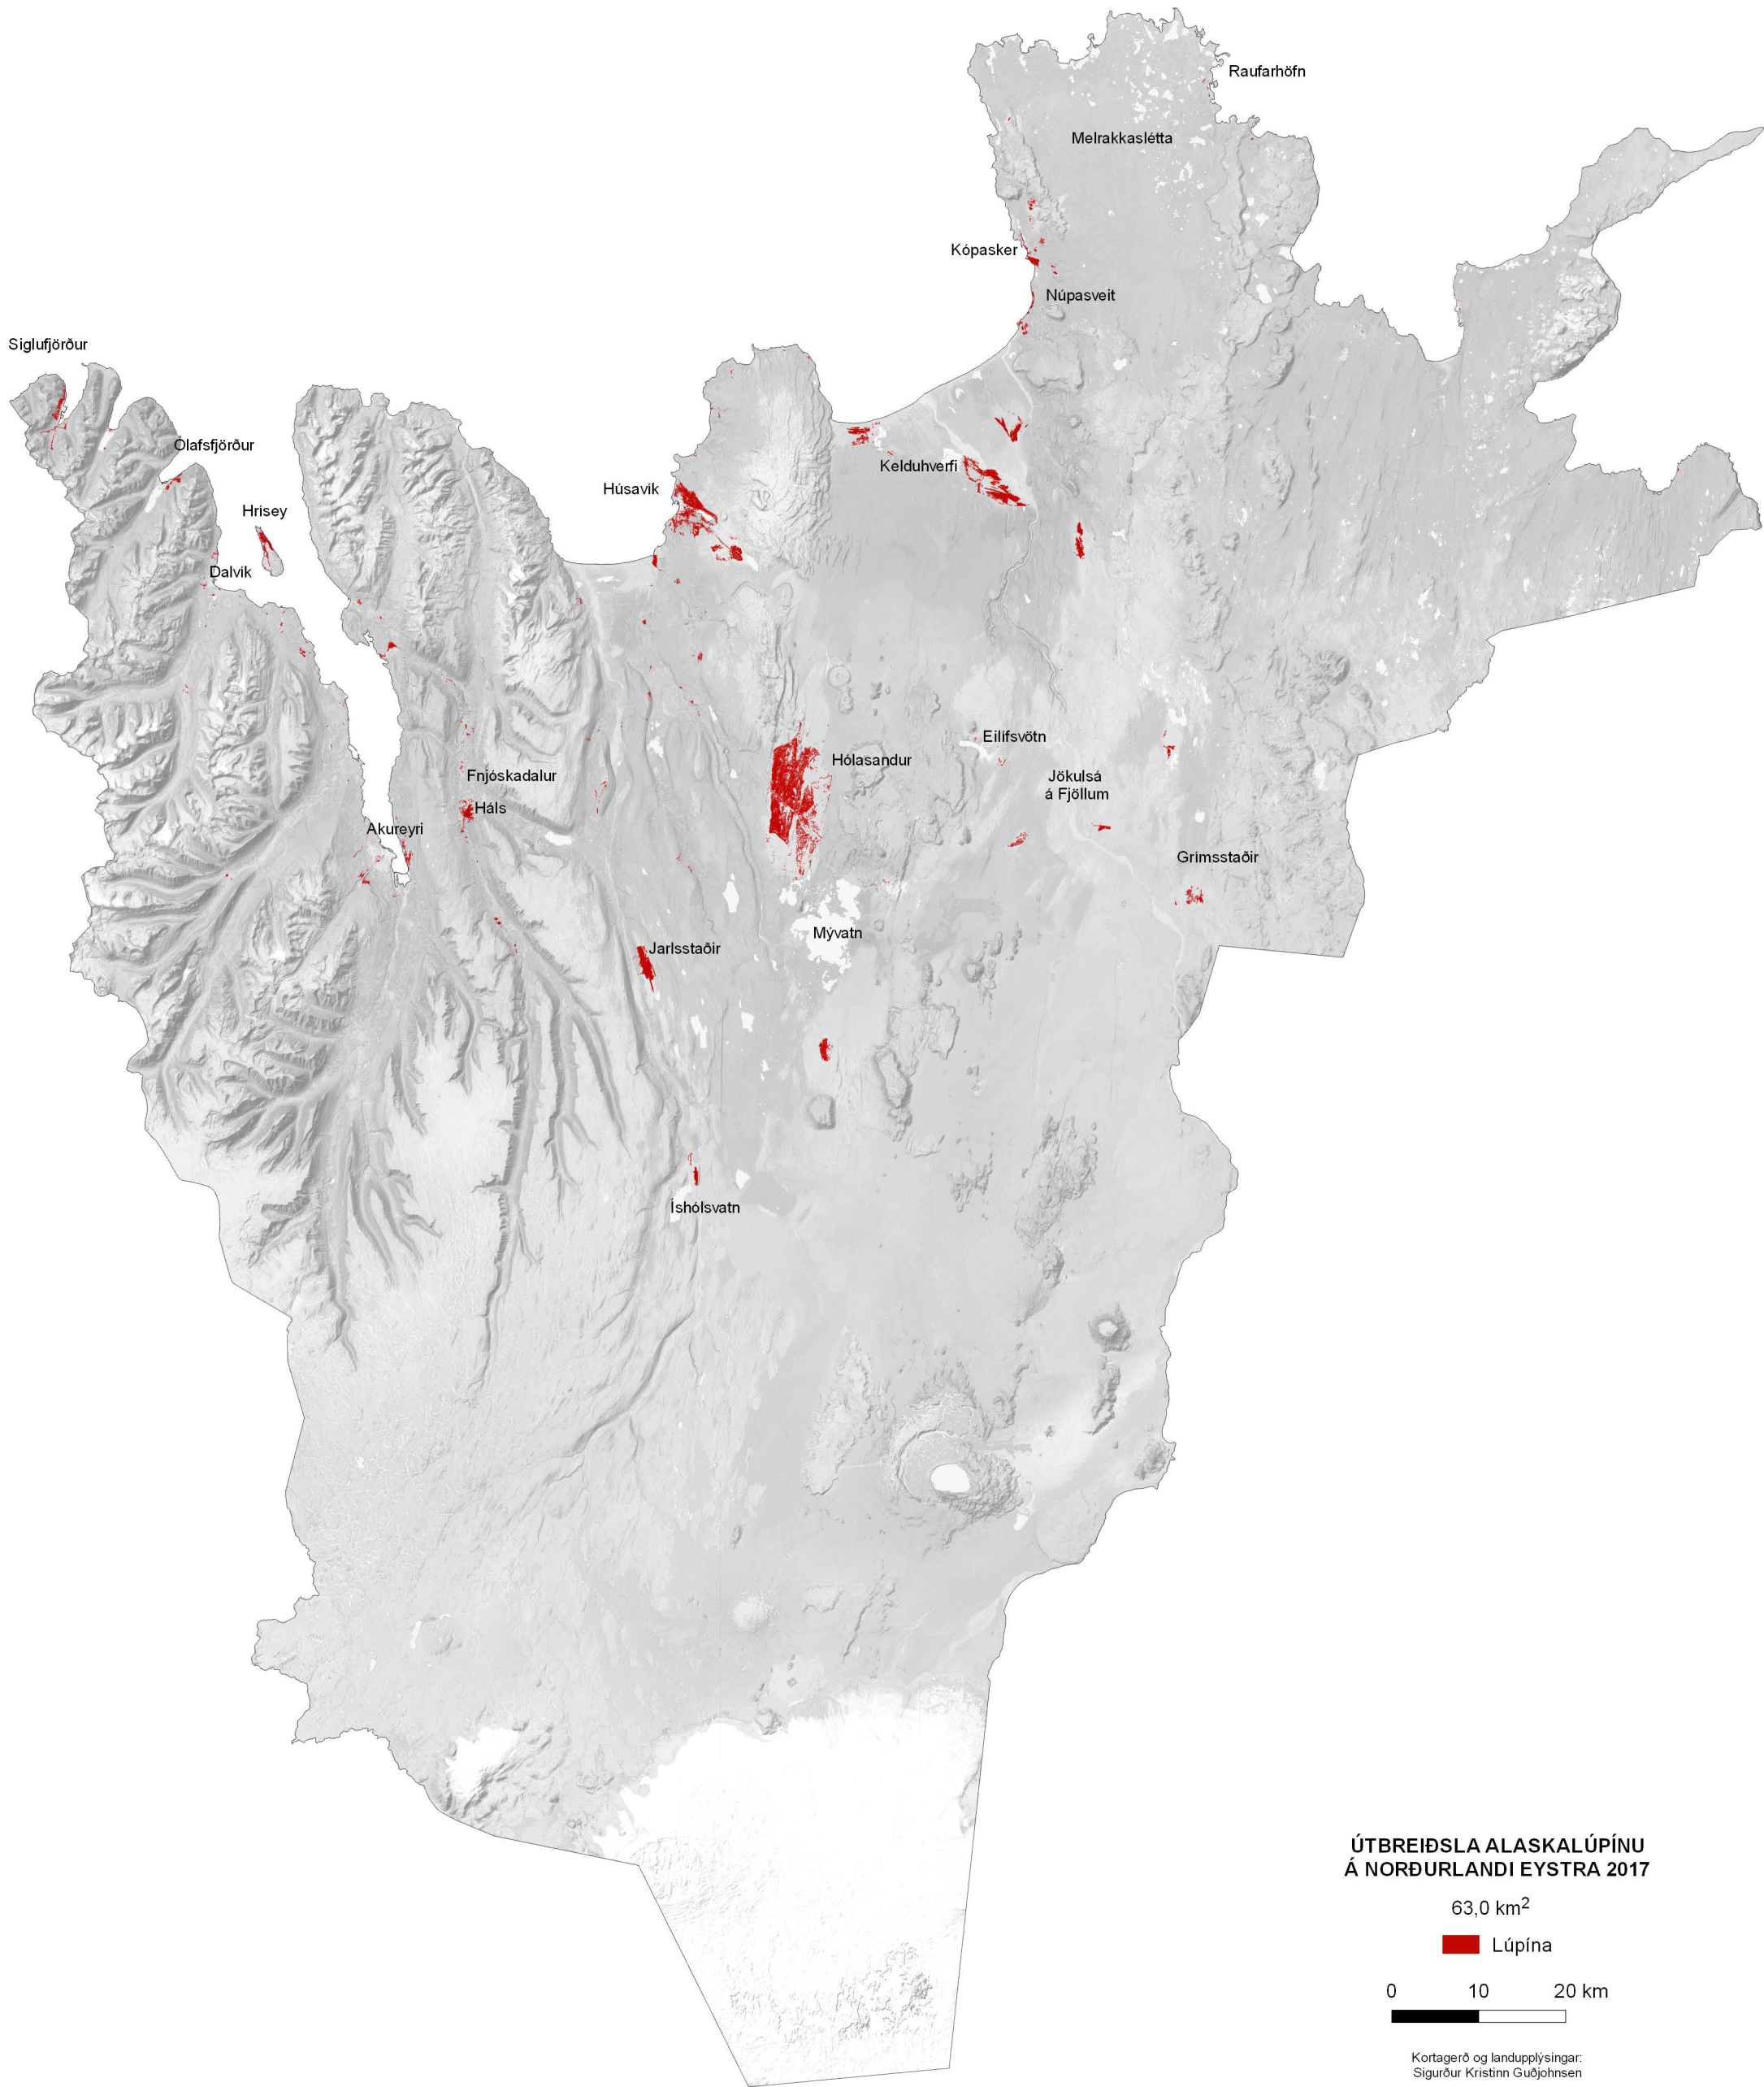 Raufarhöfn
Melrakkaslétta
Kópasker
Núpasveit
Siglufjörður
Ólafsfjörður
Kelduhverfi
Húsavík
Hrísey
Dalvík
Eilífsvötn
Hólasandur
Fnjóskadalur
Jökulsá
á Fjöllum
Háls
Akureyri
Grímsstaðir
Mývatn
Jarlsstaðir
Íshólsvatn
ÚTBREIÐSLA ALASKALÚPÍNU
Á NORÐURLANDI EYSTRA 2017
63,0 km²
Lúpína
0 10 20 km
Kortagerð og landupplýsingar:
Sigurður Kristinn Guðjohnsen